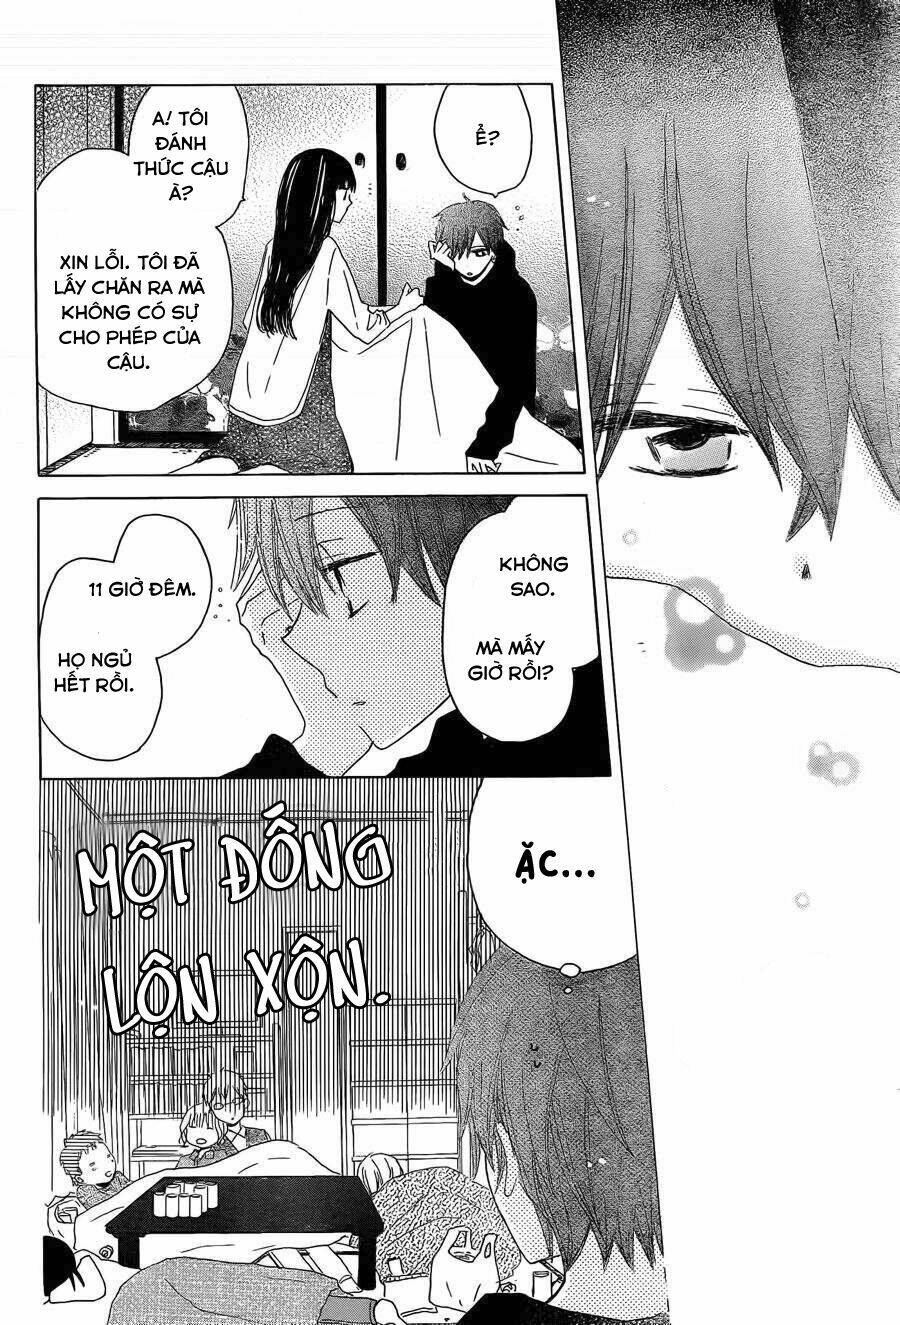 Ể?
A! TÔI
ĐÁNH
THỨC CẬU
À?
XIN LỖI. TÔI ĐÃ
LẤY CHĂN RA MÀ
KHÔNG CÓ SỰ
CHO PHÉP CỦA
CẬU.
KHÔNG
SAO.
MÀ MẤY
GIỜ RỒI?
11 GIỜ ĐÊM.
HỌ NGỦ
HẾT RỒI.
ẶC...
MỘT ĐỐNG
LỘN XỘN.